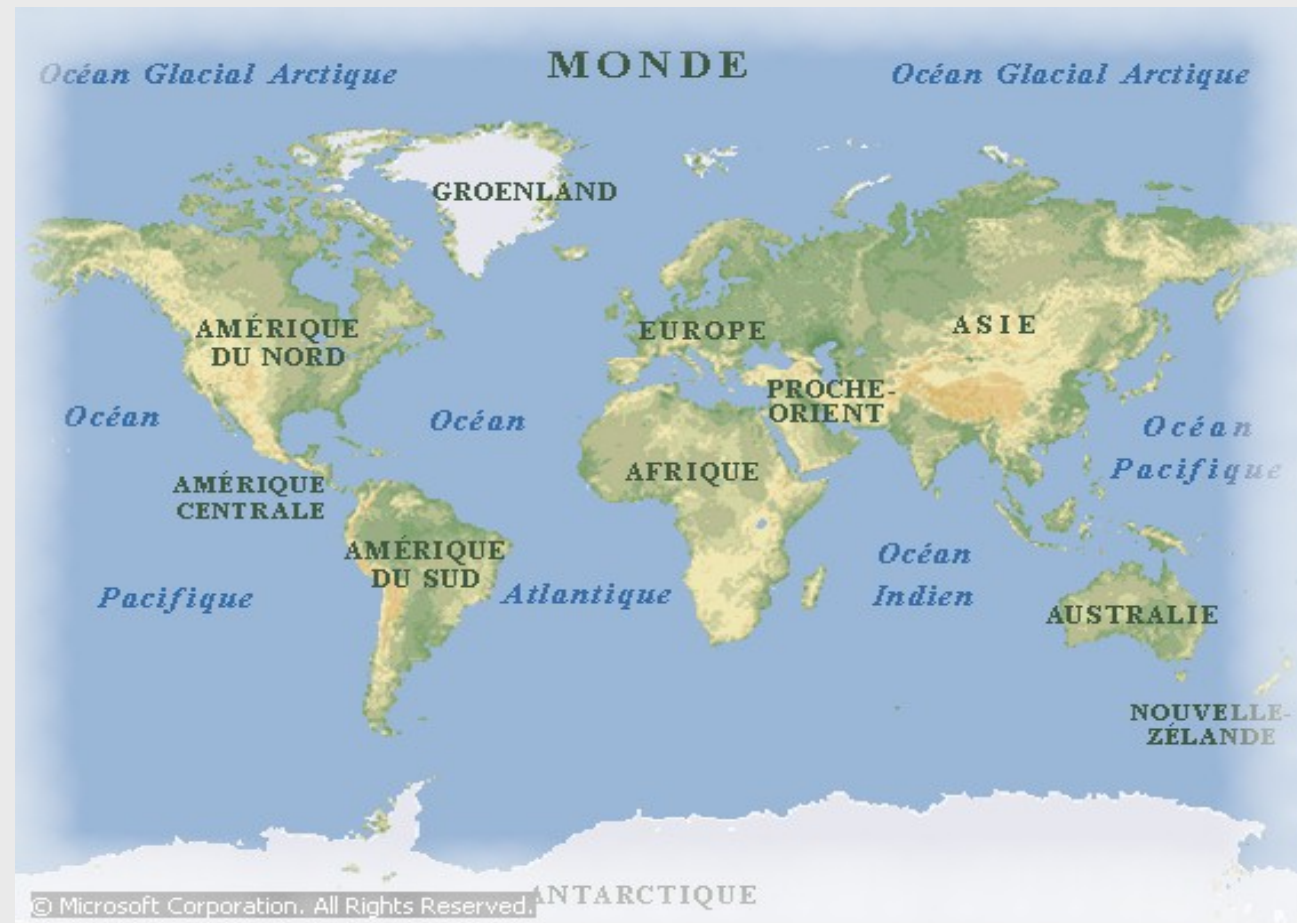 MONDE
Océan Glacial Arctique
Océan Glacial Arctique
GROENLAND
AMÉRIQUE
DU NORD
EUROPE
ASIE
PROCHE-
ORIENT
Océan
Océan
Océan
Pacifique
AFRIQUE
AMÉRIQUE
CENTRALE
AMÉRIQUE
DU SUD
Océan
Indien
Pacifique
Atlantique
AUSTRALIE
NOUVELLE-
ZÉLANDE
ANTARCTIQUE
© Microsoft Corporation. All Rights Reserved.